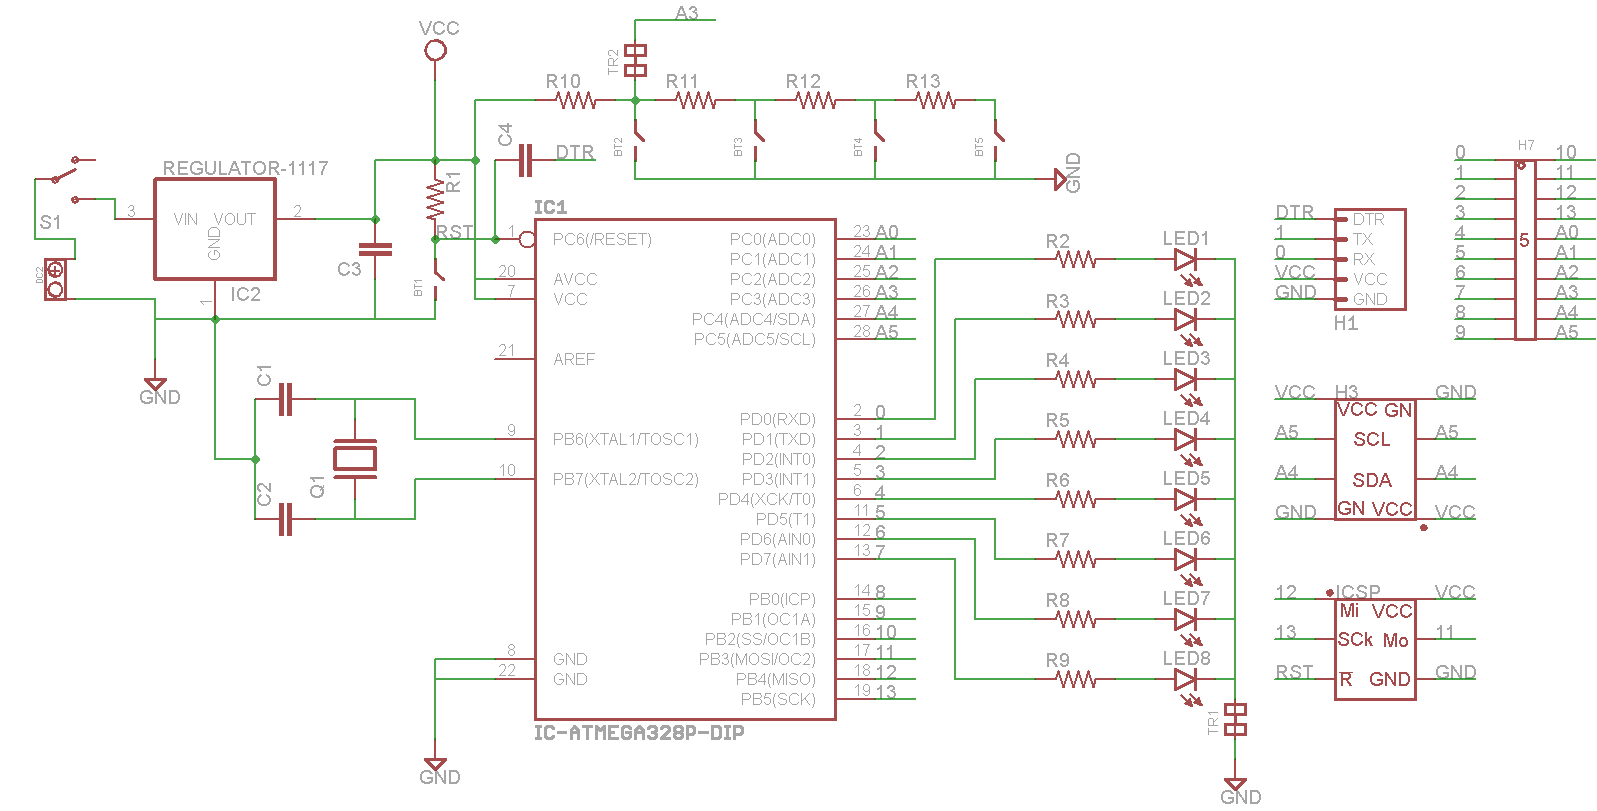 A3
VCC
TR2
R10
R11
R12
R13
C4
DTR
BT2
BT3
BT4
BT5
GND
REGULATOR-1117
3
VIN VOUT
GND
2
1
IC2
S1
DC2
C3
R1
RST
BT1
GND
C1
C2
Q1
IC1
1 PC6(/RESET)
20 AVCC
7 VCC
21 AREF
9 PB6(XTAL1/TOSC1)
10 PB7(XTAL2/TOSC2)
8 GND
22 GND
GND
PC0(ADC0) 23 A0
PC1(ADC1) 24 A1
PC2(ADC2) 25 A2
PC3(ADC3) 26 A3
PC4(ADC4/SDA) 27 A4
PC5(ADC5/SCL) 28 A5
PD0(RXD) 2 0
PD1(TXD) 3 1
PD2(INT0) 4 2
PD3(INT1) 5 3
PD4(XCK/T0) 6 4
PD5(T1) 11 5
PD6(AIN0) 12 6
PD7(AIN1) 13 7
PB0(ICP) 14 8
PB1(OC1A) 15 9
PB2(SS/OC1B) 16 10
PB3(MOSI/OC2) 17 11
PB4(MISO) 18 12
PB5(SCK) 19 13
IC-ATMEGA328P-DIP
R2 LED1
R3 LED2
R4 LED3
R5 LED4
R6 LED5
R7 LED6
R8 LED7
R9 LED8
TR1
GND
DTR DTR
1 TX
0 RX
VCC VCC
GND GND
H1
H7
0 10
1 11
2 12
3 13
4 5 A0
5 A1
6 A2
7 A3
8 A4
9 A5
VCC H3 GND
VCC GN
A5 SCL A5
A4 SDA A4
GND GN VCC VCC
12 ICSP VCC
Mi VCC
13 SCk Mo 11
RST R GND GND